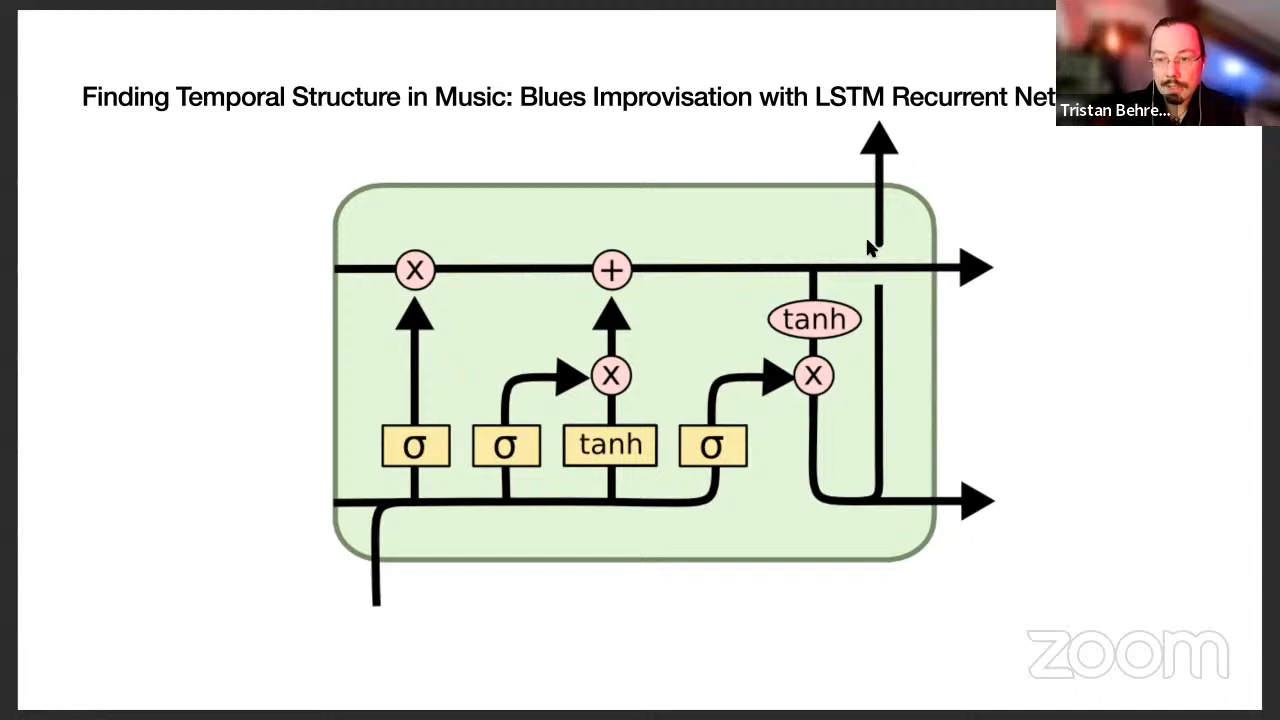 Finding Temporal Structure in Music: Blues Improvisation with LSTM Recurrent Net
Tristan Behre...
x
+
tanh
x
x
σ
σ
tanh
σ
zoom